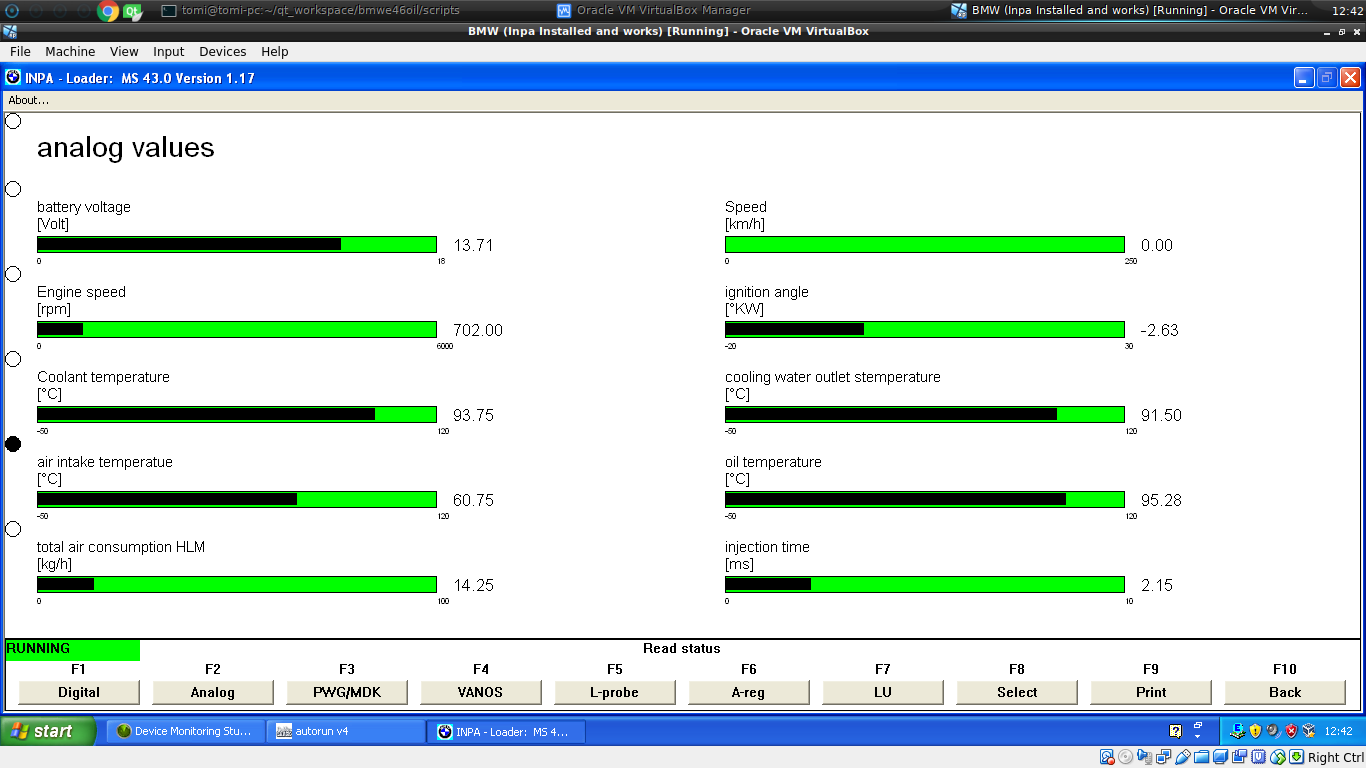 tomi@tomi-pc:~/qt_workspace/bmwe46oil/scripts
Oracle VM VirtualBox Manager
BMW (Inpa Installed and works) [Running] - Oracle VM Vir...
12:42
BMW (Inpa Installed and works) [Running] - Oracle VM VirtualBox
File Machine View Input Devices Help
INPA - Loader: MS 43.0 Version 1.17
About...
analog values
battery voltage
[Volt]
13.71
0 18
Speed
[km/h]
0.00
0 250
Engine speed
[rpm]
702.00
0 6000
ignition angle
[°KW]
-2.63
-20 30
Coolant temperature
[°C]
93.75
-50 120
cooling water outlet stemperature
[°C]
91.50
-50 120
air intake temperatue
[°C]
60.75
-50 120
oil temperature
[°C]
95.28
-50 120
total air consumption HLM
[kg/h]
14.25
0 100
injection time
[ms]
2.15
0 10
RUNNING
Read status
F1 F2 F3 F4 F5 F6 F7 F8 F9 F10
Digital Analog PWG/MDK VANOS L-probe A-reg LU Select Print Back
start
Device Monitoring Stu...
autorun v4
INPA - Loader: MS 4...
12:42
Right Ctrl